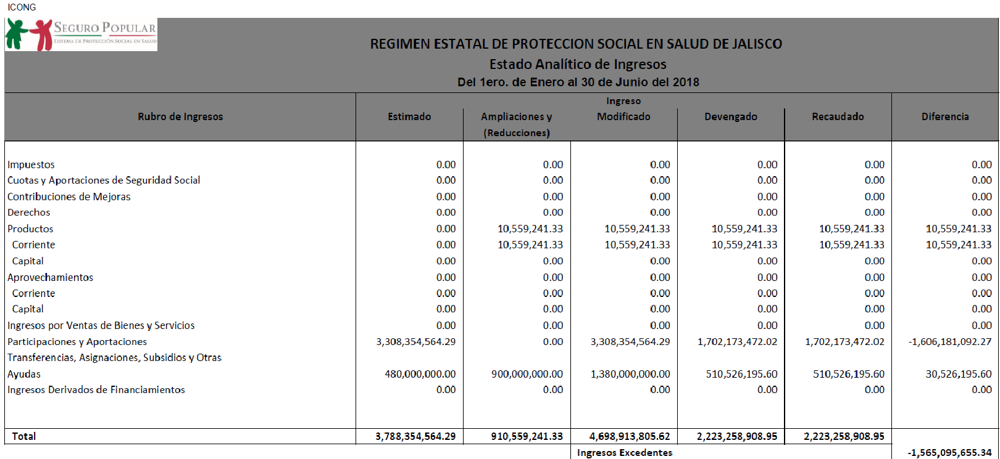 ICONG
SEGURO POPULAR
SISTEMA DE PROTECCIÓN SOCIAL EN SALUD
REGIMEN ESTATAL DE PROTECCION SOCIAL EN SALUD DE JALISCO
Estado Analítico de Ingresos
Del 1ero. de Enero al 30 de Junio del 2018
Ingreso
Rubro de Ingresos Estimado Ampliaciones y Modificado Devengado Recaudado Diferencia
(Reducciones)
Impuestos 0.00 0.00 0.00 0.00 0.00 0.00
Cuotas y Aportaciones de Seguridad Social 0.00 0.00 0.00 0.00 0.00 0.00
Contribuciones de Mejoras 0.00 0.00 0.00 0.00 0.00 0.00
Derechos 0.00 0.00 0.00 0.00 0.00 0.00
Productos 0.00 10,559,241.33 10,559,241.33 10,559,241.33 10,559,241.33 10,559,241.33
Corriente 0.00 10,559,241.33 10,559,241.33 10,559,241.33 10,559,241.33 10,559,241.33
Capital 0.00 0.00 0.00 0.00 0.00 0.00
Aprovechamientos 0.00 0.00 0.00 0.00 0.00 0.00
Corriente 0.00 0.00 0.00 0.00 0.00 0.00
Capital 0.00 0.00 0.00 0.00 0.00 0.00
Ingresos por Ventas de Bienes y Servicios 0.00 0.00 0.00 0.00 0.00 0.00
Participaciones y Aportaciones 3,308,354,564.29 0.00 3,308,354,564.29 1,702,173,472.02 1,702,173,472.02 -1,606,181,092.27
Transferencias, Asignaciones, Subsidios y Otras
Ayudas 480,000,000.00 900,000,000.00 1,380,000,000.00 510,526,195.60 510,526,195.60 30,526,195.60
Ingresos Derivados de Financiamientos 0.00 0.00 0.00 0.00 0.00 0.00
Total 3,788,354,564.29 910,559,241.33 4,698,913,805.62 2,223,258,908.95 2,223,258,908.95
Ingresos Excedentes -1,565,095,655.34